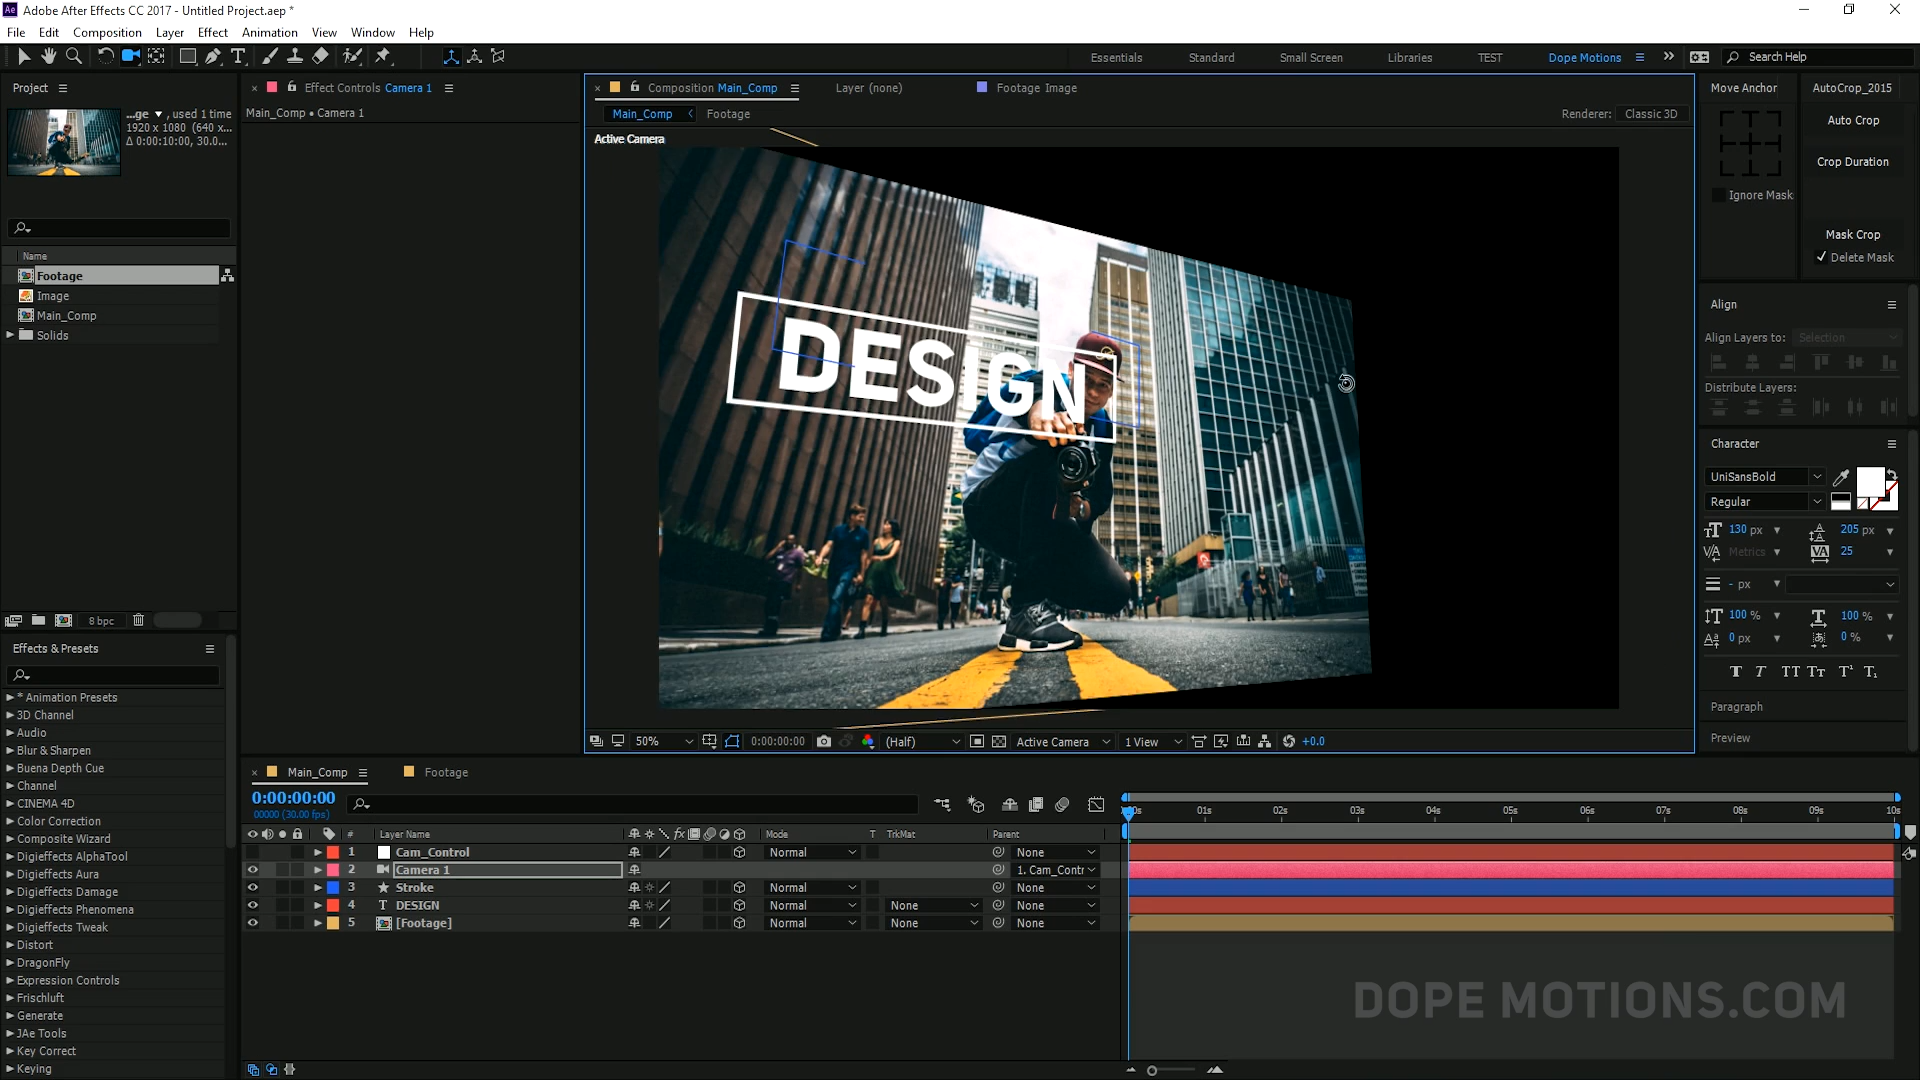 Ae Adobe After Effects CC 2017 - Untitled Project.aep *
File Edit Composition Layer Effect Animation View Window Help
Essentials Standard Small Screen Libraries TEST Dope Motions Search Help
Project
...ge ▼ , used 1 time
1920 x 1080 (640 x...
Δ 0:00:10:00, 30.0...
Name
Footage
Image
Main_Comp
Solids
8 bpc
Effect Controls Camera 1
Main_Comp • Camera 1
Composition Main_Comp
Layer (none)
Footage Image
Main_Comp
Footage
Renderer: Classic 3D
Active Camera
DESIGN
50% 0:00:00:00 (Half) Active Camera 1 View +0.0
Move Anchor
Ignore Mask
AutoCrop_2015
Auto Crop
Crop Duration
Mask Crop
Delete Mask
Align
Align Layers to: Selection
Distribute Layers:
Character
UniSansBold
Regular
130 px 205 px
Metrics 25
- px
100 % 100 %
0 px 0 %
Paragraph
Preview
Effects & Presets
* Animation Presets
3D Channel
Audio
Blur & Sharpen
Buena Depth Cue
Channel
CINEMA 4D
Color Correction
Composite Wizard
Digieffects AlphaTool
Digieffects Aura
Digieffects Damage
Digieffects Phenomena
Digieffects Tweak
Distort
DragonFly
Expression Controls
Frischluft
Generate
JAe Tools
Key Correct
Keying
Main_Comp Footage
0:00:00:00
00000 (30.00 fps)
# Layer Name Mode T TrkMat Parent
1 Cam_Control Normal None
2 Camera 1 1. Cam_Contr
3 Stroke Normal None
4 DESIGN Normal None None
5 [Footage] Normal None None
01s 02s 03s 04s 05s 06s 07s 08s 09s 10s
DOPE MOTIONS.COM